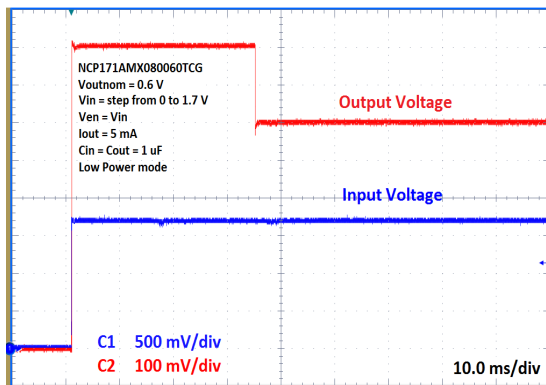 NCP171AMX080060TCG
Voutnom = 0.6 V
Vin = step from 0 to 1.7 V
Ven = Vin
Iout = 5 mA
Cin = Cout = 1 uF
Low Power mode
Output Voltage
Input Voltage
C1 500 mV/div
C2 100 mV/div
10.0 ms/div